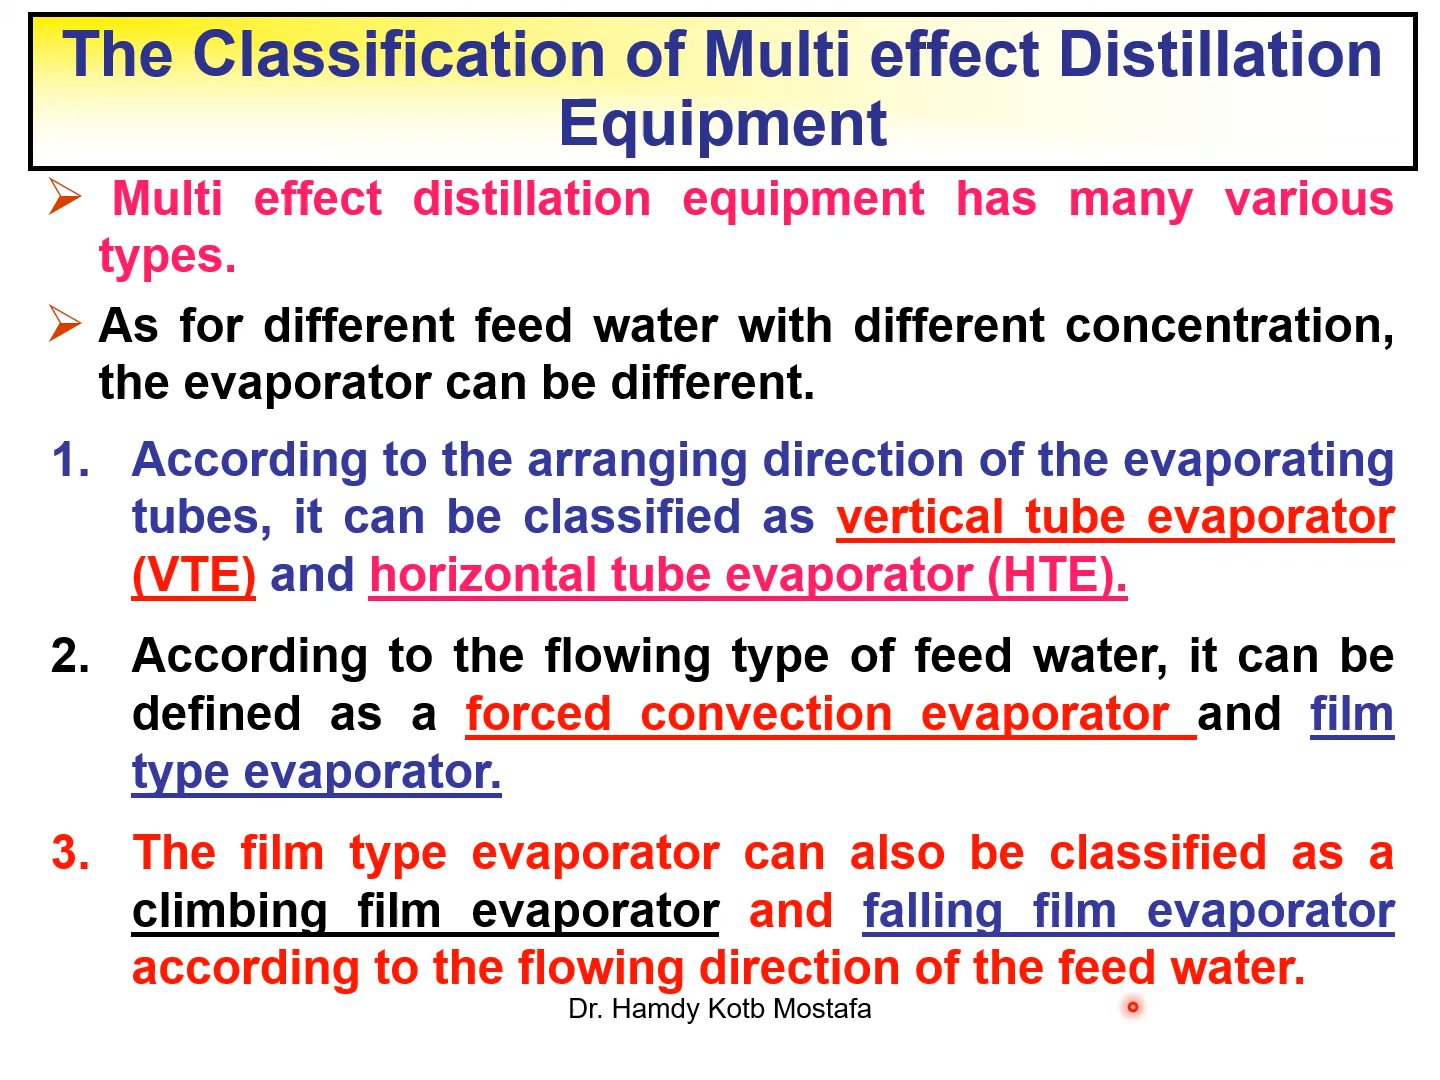 The Classification of Multi effect Distillation
Equipment
➢ Multi effect distillation equipment has many various
types.
➢ As for different feed water with different concentration,
the evaporator can be different.
1. According to the arranging direction of the evaporating
tubes, it can be classified as vertical tube evaporator
(VTE) and horizontal tube evaporator (HTE).
2. According to the flowing type of feed water, it can be
defined as a forced convection evaporator and film
type evaporator.
3. The film type evaporator can also be classified as a
climbing film evaporator and falling film evaporator
according to the flowing direction of the feed water.
Dr. Hamdy Kotb Mostafa